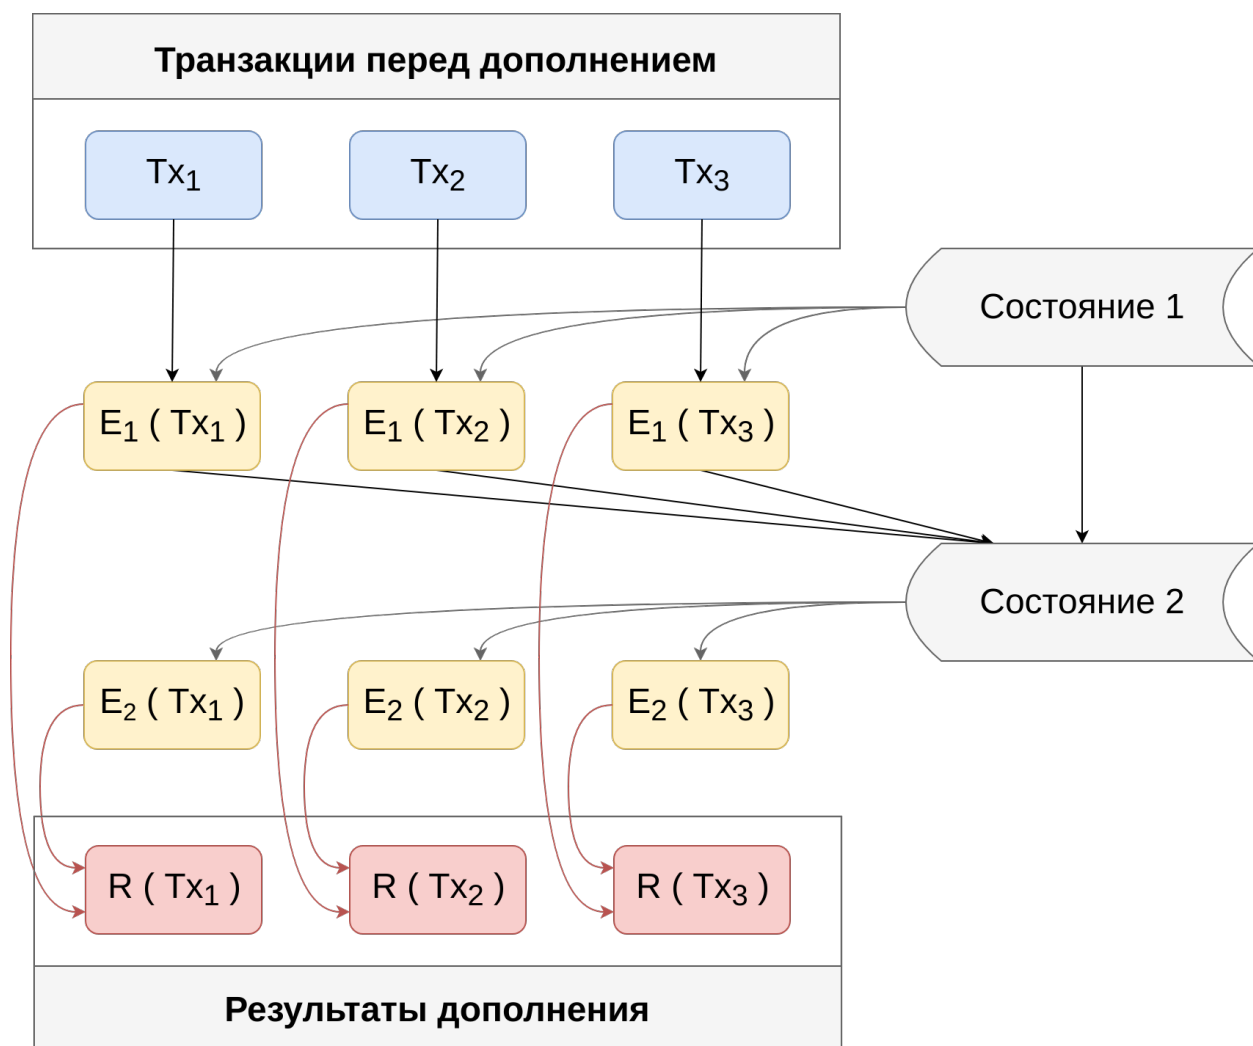 Транзакции перед дополнением
Tx₁ Tx₂ Tx₃
Состояние 1
E₁ ( Tx₁ ) E₁ ( Tx₂ ) E₁ ( Tx₃ )
Состояние 2
E₂ ( Tx₁ ) E₂ ( Tx₂ ) E₂ ( Tx₃ )
R ( Tx₁ ) R ( Tx₂ ) R ( Tx₃ )
Результаты дополнения